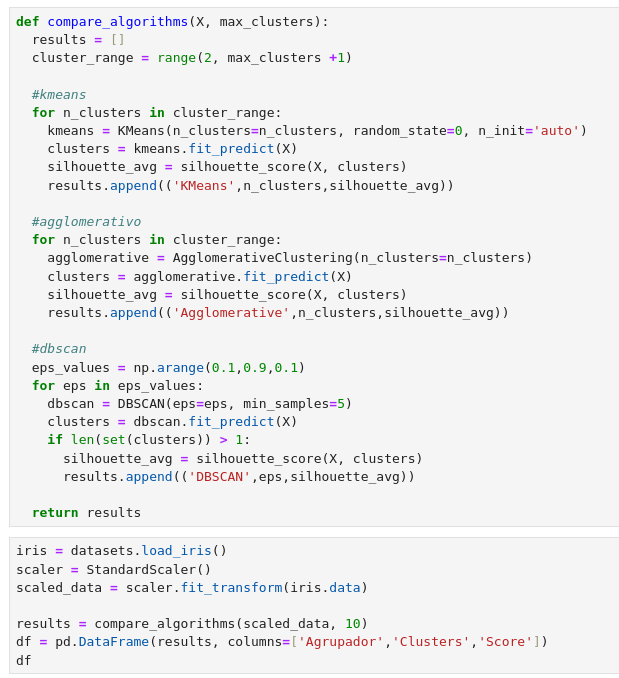 def compare_algorithms(X, max_clusters):
  results = []
  cluster_range = range(2, max_clusters +1)

  #kmeans
  for n_clusters in cluster_range:
    kmeans = KMeans(n_clusters=n_clusters, random_state=0, n_init='auto')
    clusters = kmeans.fit_predict(X)
    silhouette_avg = silhouette_score(X, clusters)
    results.append(('KMeans',n_clusters,silhouette_avg))

  #agglomerativo
  for n_clusters in cluster_range:
    agglomerative = AgglomerativeClustering(n_clusters=n_clusters)
    clusters = agglomerative.fit_predict(X)
    silhouette_avg = silhouette_score(X, clusters)
    results.append(('Agglomerative',n_clusters,silhouette_avg))

  #dbscan
  eps_values = np.arange(0.1,0.9,0.1)
  for eps in eps_values:
    dbscan = DBSCAN(eps=eps, min_samples=5)
    clusters = dbscan.fit_predict(X)
    if len(set(clusters)) > 1:
      silhouette_avg = silhouette_score(X, clusters)
      results.append(('DBSCAN',eps,silhouette_avg))

  return results

iris = datasets.load_iris()
scaler = StandardScaler()
scaled_data = scaler.fit_transform(iris.data)

results = compare_algorithms(scaled_data, 10)
df = pd.DataFrame(results, columns=['Agrupador','Clusters','Score'])
df